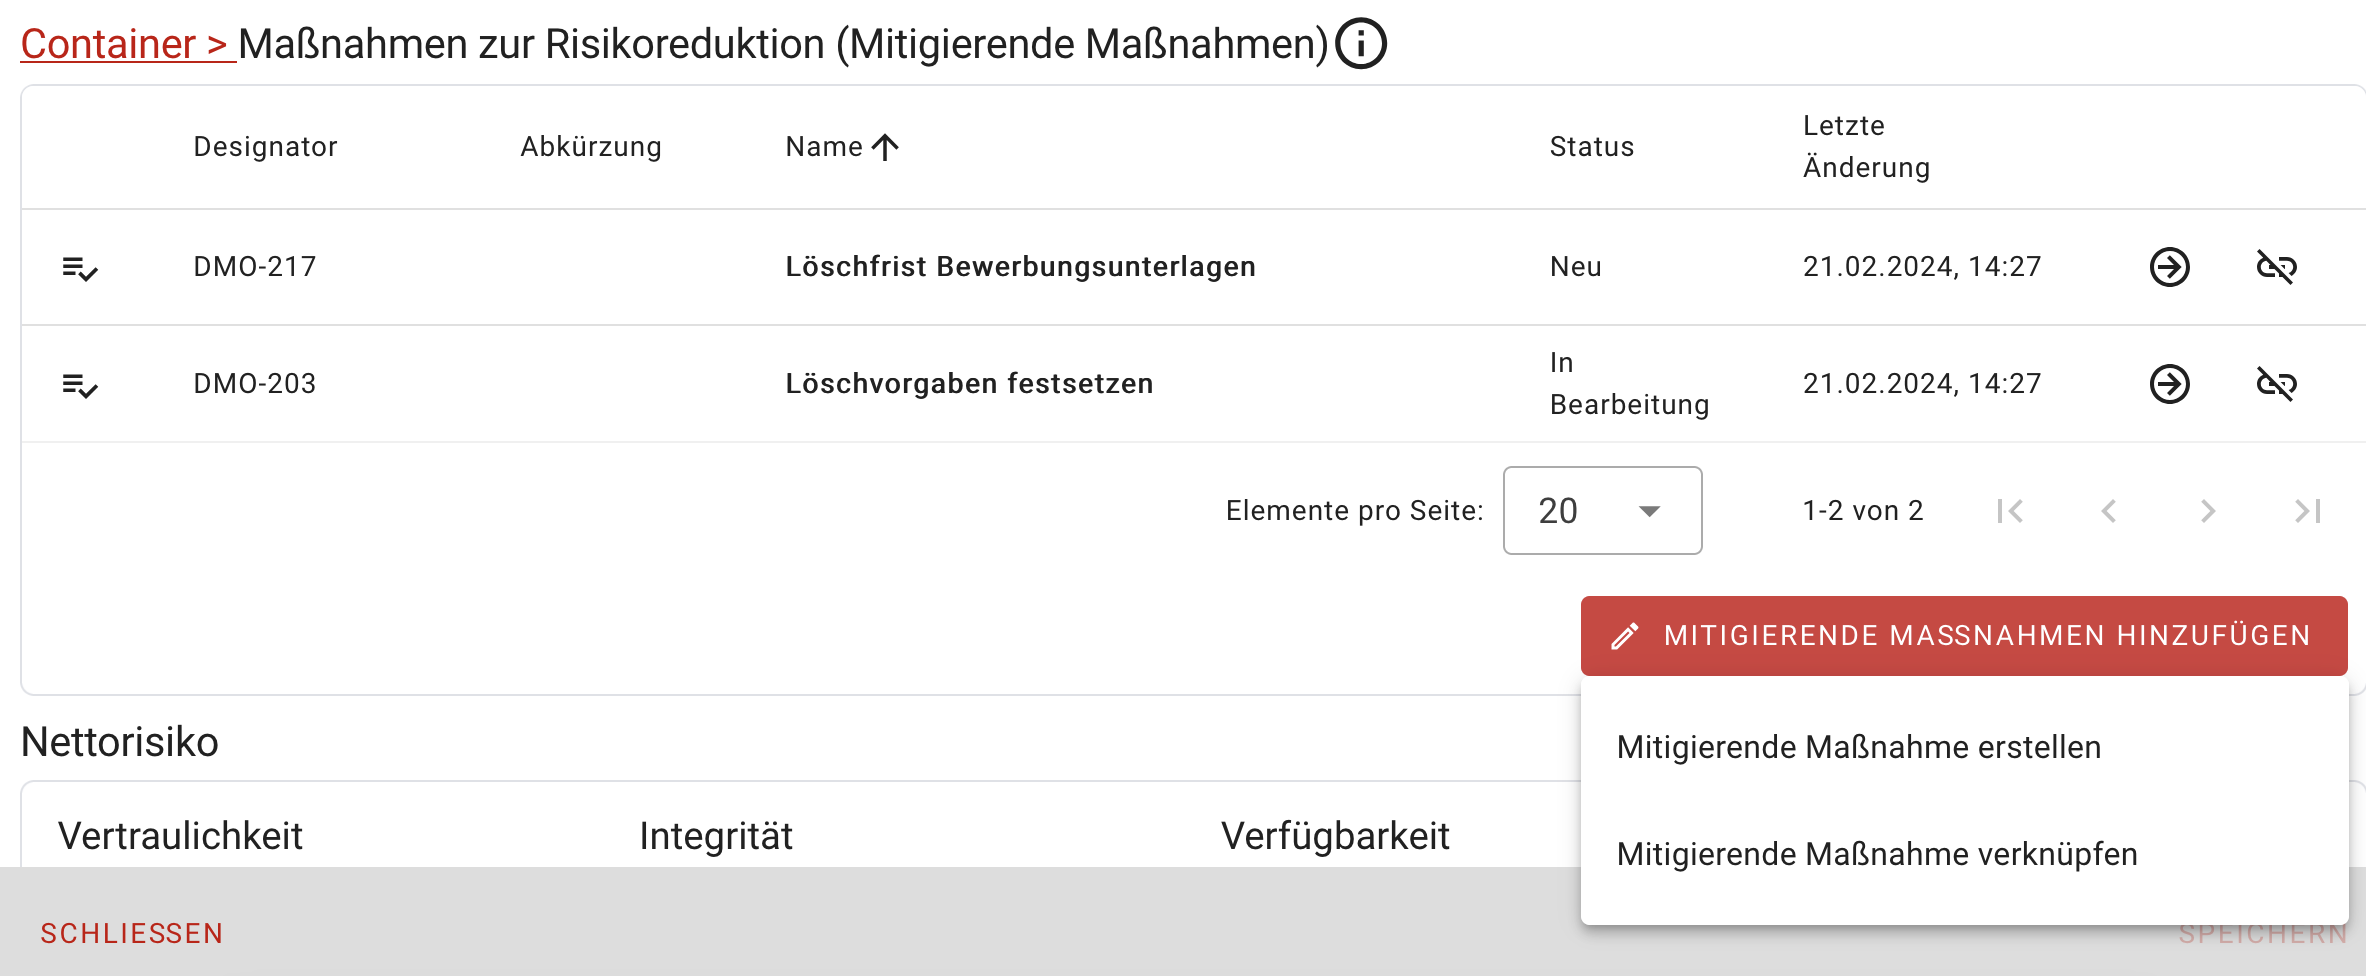 Container > Maßnahmen zur Risikoreduktion (Mitigierende Maßnahmen)
Designator Abkürzung Name Status Letzte Änderung
DMO-217 Löschfrist Bewerbungsunterlagen Neu 21.02.2024, 14:27
DMO-203 Löschvorgaben festsetzen In Bearbeitung 21.02.2024, 14:27
Elemente pro Seite: 20 1-2 von 2
MITIGIERENDE MASSNAHMEN HINZUFÜGEN
Mitigierende Maßnahme erstellen
Mitigierende Maßnahme verknüpfen
Nettorisiko
Vertraulichkeit Integrität Verfügbarkeit
SCHLIESSEN SPEICHERN